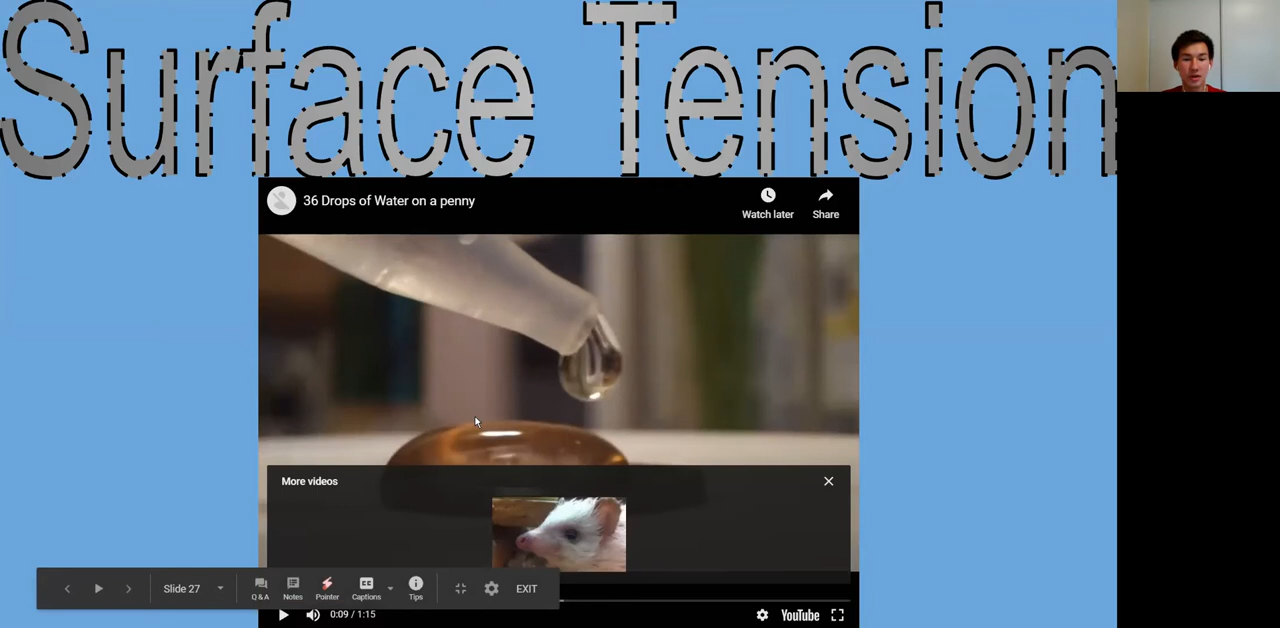 Surface Tension
36 Drops of Water on a penny
Watch later
Share
More videos
Slide 27
Q & A
Notes
Pointer
CC
Captions
Tips
EXIT
0:09 / 1:15
YouTube